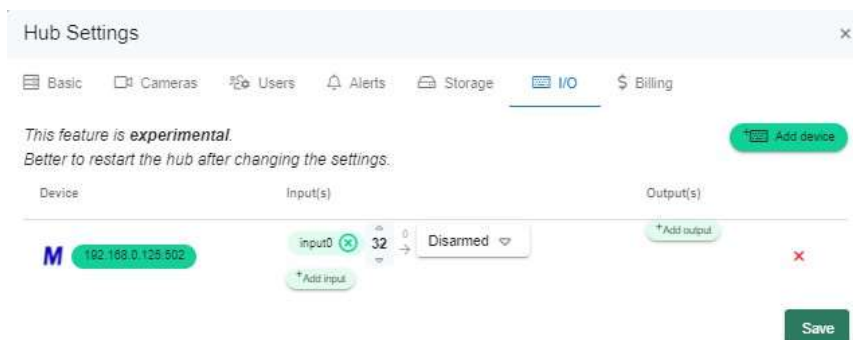 Hub Settings
Basic Cameras Users Alerts Storage I/O $ Billing
This feature is experimental.
+ Add device
Better to restart the hub after changing the settings.
Device Input(s) Output(s)
input0 32 0 → Disarmed
+Add output
M 192.168.0.125:502
+Add input
Save